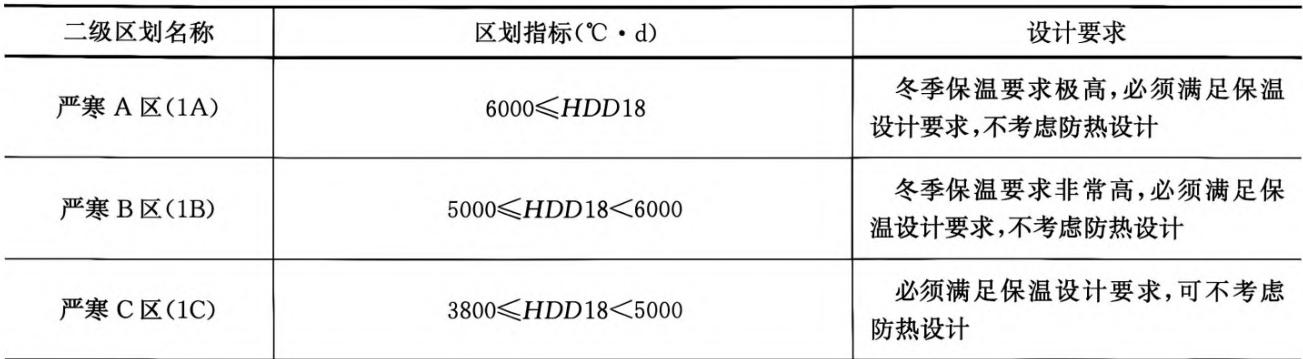 二级区划名称 区划指标(℃·d) 设计要求
严寒 A 区(1A) 6000≤HDD18 冬季保温要求极高,必须满足保温
设计要求,不考虑防热设计
严寒 B 区(1B) 5000≤HDD18<6000 冬季保温要求非常高,必须满足保
温设计要求,不考虑防热设计
严寒 C 区(1C) 3800≤HDD18<5000 必须满足保温设计要求,可不考虑
防热设计